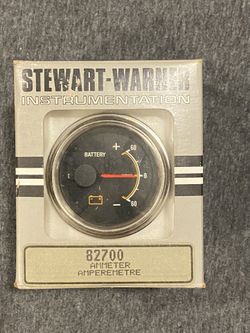 STEWART-WARNER
INSTRUMENTATION
BATTERY
+
60
0
60
−
82700
AMMETER
AMPEREMETRE